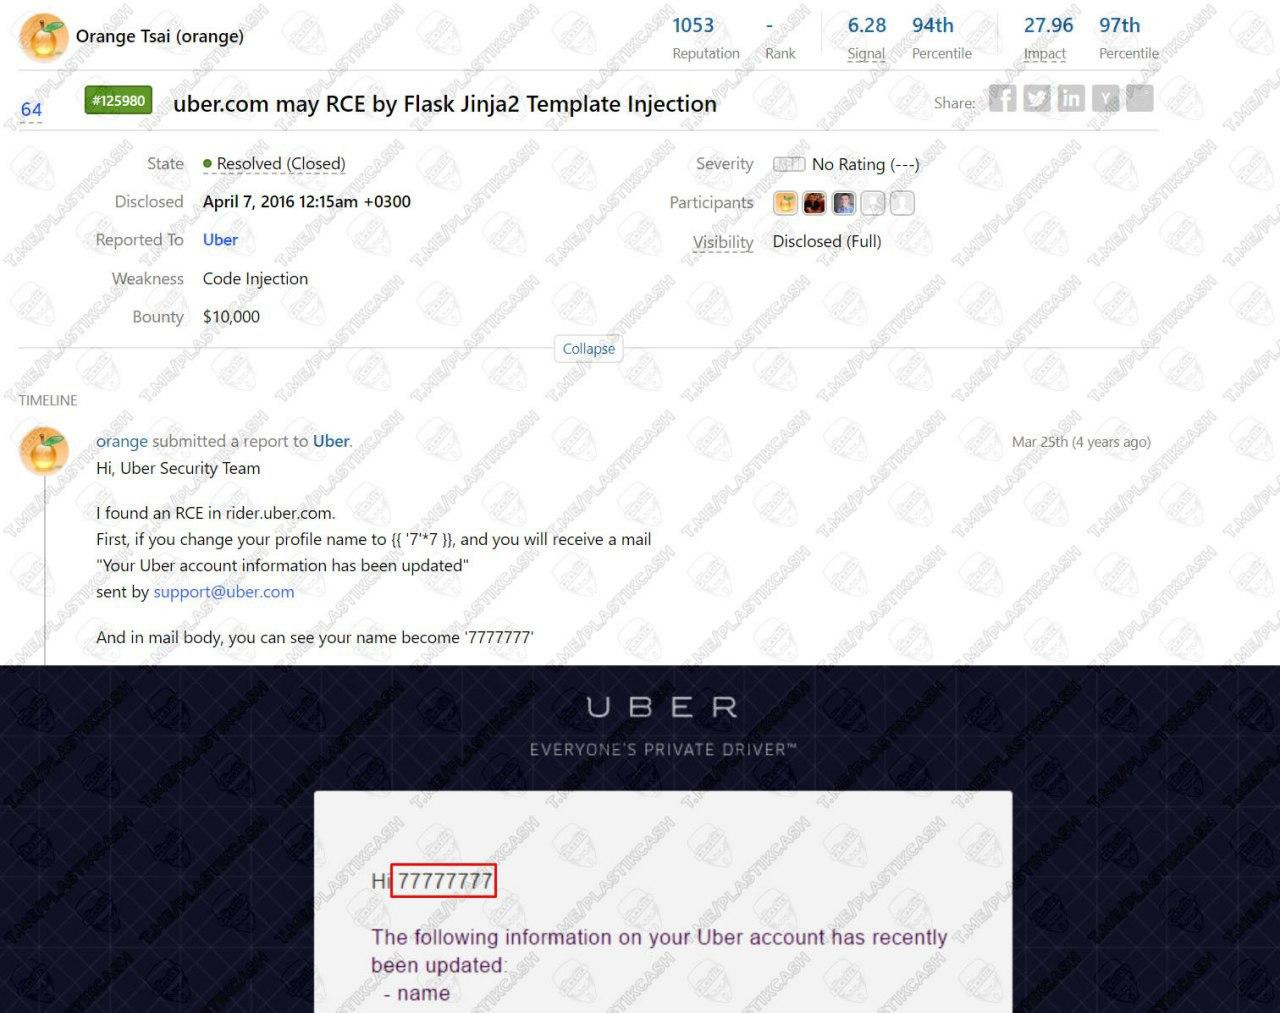 Orange Tsai (orange)
1053
Reputation
-
Rank
6.28
Signal
94th
Percentile
27.96
Impact
97th
Percentile
64
#125980
uber.com may RCE by Flask Jinja2 Template Injection
Share:
State
Resolved (Closed)
Severity
No Rating (---)
Disclosed
April 7, 2016 12:15am +0300
Participants
Reported To
Uber
Visibility
Disclosed (Full)
Weakness
Code Injection
Bounty
$10,000
Collapse
TIMELINE
orange submitted a report to Uber.
Mar 25th (4 years ago)
Hi, Uber Security Team
I found an RCE in rider.uber.com.
First, if you change your profile name to {{ '7'*7 }}, and you will receive a mail
"Your Uber account information has been updated"
sent by support@uber.com
And in mail body, you can see your name become '7777777'
UBER
EVERYONE'S PRIVATE DRIVER™
Hi 77777777
The following information on your Uber account has recently
been updated:
- name
T.ME/PLASTIKCASH